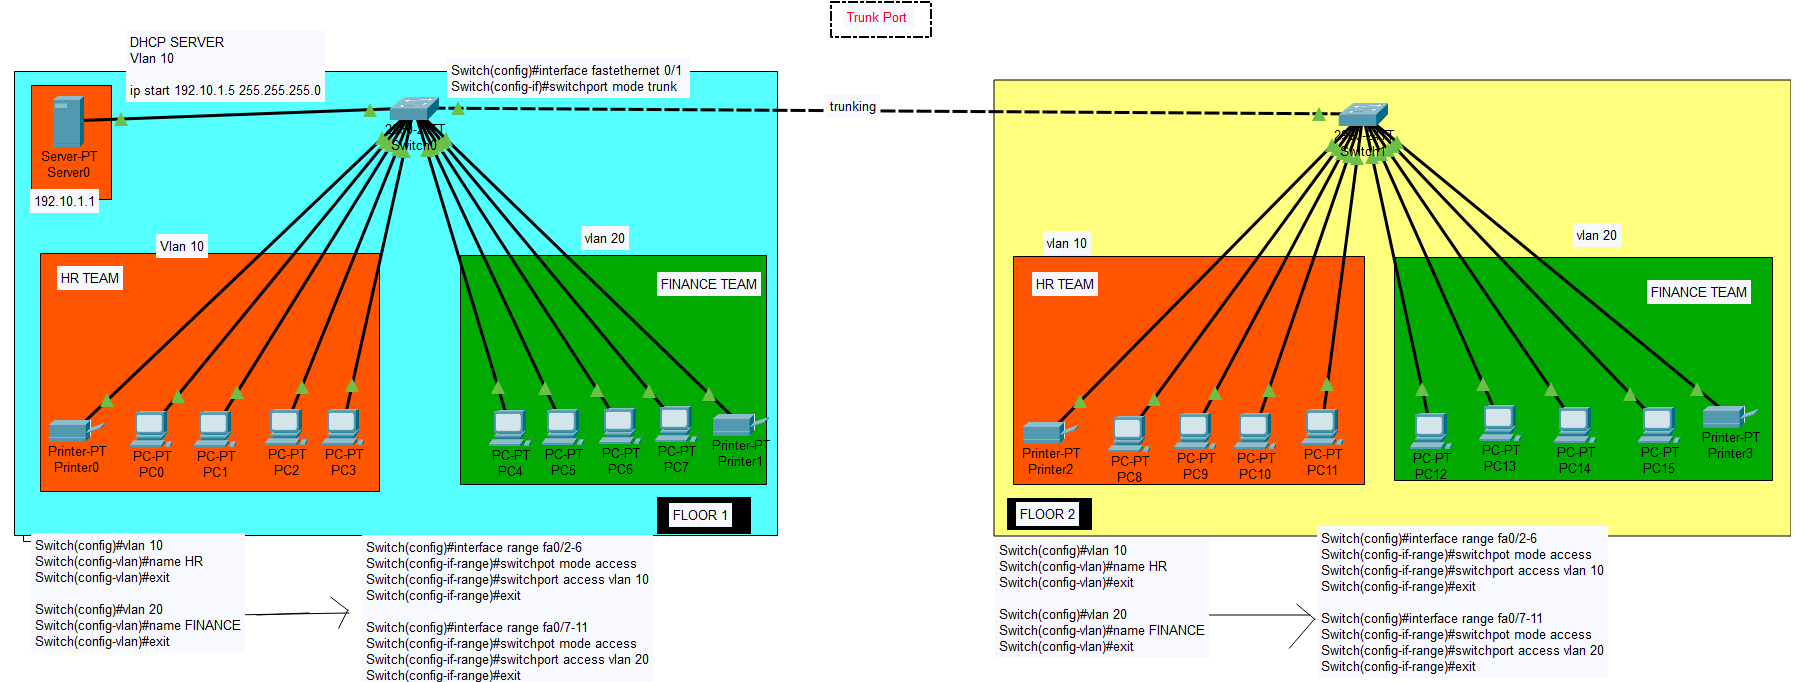 Trunk Port
DHCP SERVER
Vlan 10
ip start 192.10.1.5 255.255.255.0
Switch(config)#interface fastethernet 0/1
Switch(config-if)#switchport mode trunk
trunking
Switch0
Switch1
Server-PT
Server0
192.10.1.1
Vlan 10
vlan 20
HR TEAM
FINANCE TEAM
Printer-PT
Printer0
PC-PT
PC0
PC-PT
PC1
PC-PT
PC2
PC-PT
PC3
PC-PT
PC4
PC-PT
PC5
PC-PT
PC6
PC-PT
PC7
Printer-PT
Printer1
FLOOR 1
vlan 10
vlan 20
HR TEAM
FINANCE TEAM
Printer-PT
Printer2
PC-PT
PC8
PC-PT
PC9
PC-PT
PC10
PC-PT
PC11
PC-PT
PC12
PC-PT
PC13
PC-PT
PC14
PC-PT
PC15
Printer-PT
Printer3
FLOOR 2
Switch(config)#vlan 10
Switch(config-vlan)#name HR
Switch(config-vlan)#exit
Switch(config)#vlan 20
Switch(config-vlan)#name FINANCE
Switch(config-vlan)#exit
Switch(config)#interface range fa0/2-6
Switch(config-if-range)#switchpot mode access
Switch(config-if-range)#switchport access vlan 10
Switch(config-if-range)#exit
Switch(config)#interface range fa0/7-11
Switch(config-if-range)#switchpot mode access
Switch(config-if-range)#switchport access vlan 20
Switch(config-if-range)#exit
Switch(config)#vlan 10
Switch(config-vlan)#name HR
Switch(config-vlan)#exit
Switch(config)#vlan 20
Switch(config-vlan)#name FINANCE
Switch(config-vlan)#exit
Switch(config)#interface range fa0/2-6
Switch(config-if-range)#switchpot mode access
Switch(config-if-range)#switchport access vlan 10
Switch(config-if-range)#exit
Switch(config)#interface range fa0/7-11
Switch(config-if-range)#switchpot mode access
Switch(config-if-range)#switchport access vlan 20
Switch(config-if-range)#exit